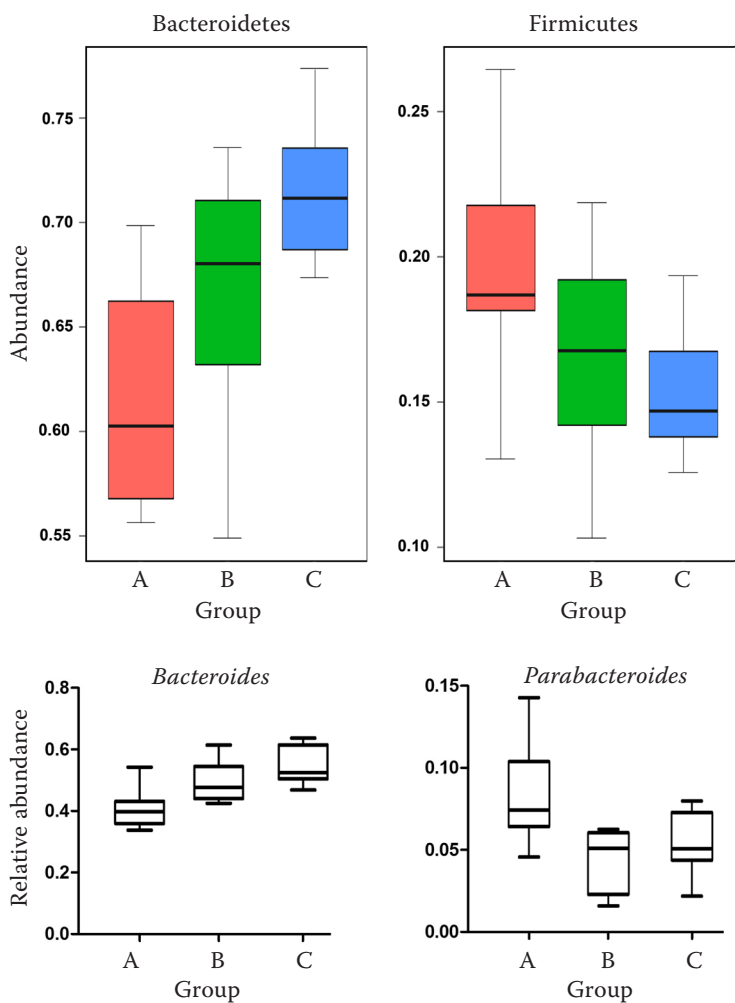 Bacteroidetes
Abundance
0.75
0.70
0.65
0.60
0.55
A B C
Group
Firmicutes
0.25
0.20
0.15
0.10
A B C
Group
Bacteroides
Relative abundance
0.8
0.6
0.4
0.2
0.0
A B C
Group
Parabacteroides
0.15
0.10
0.05
0.00
A B C
Group